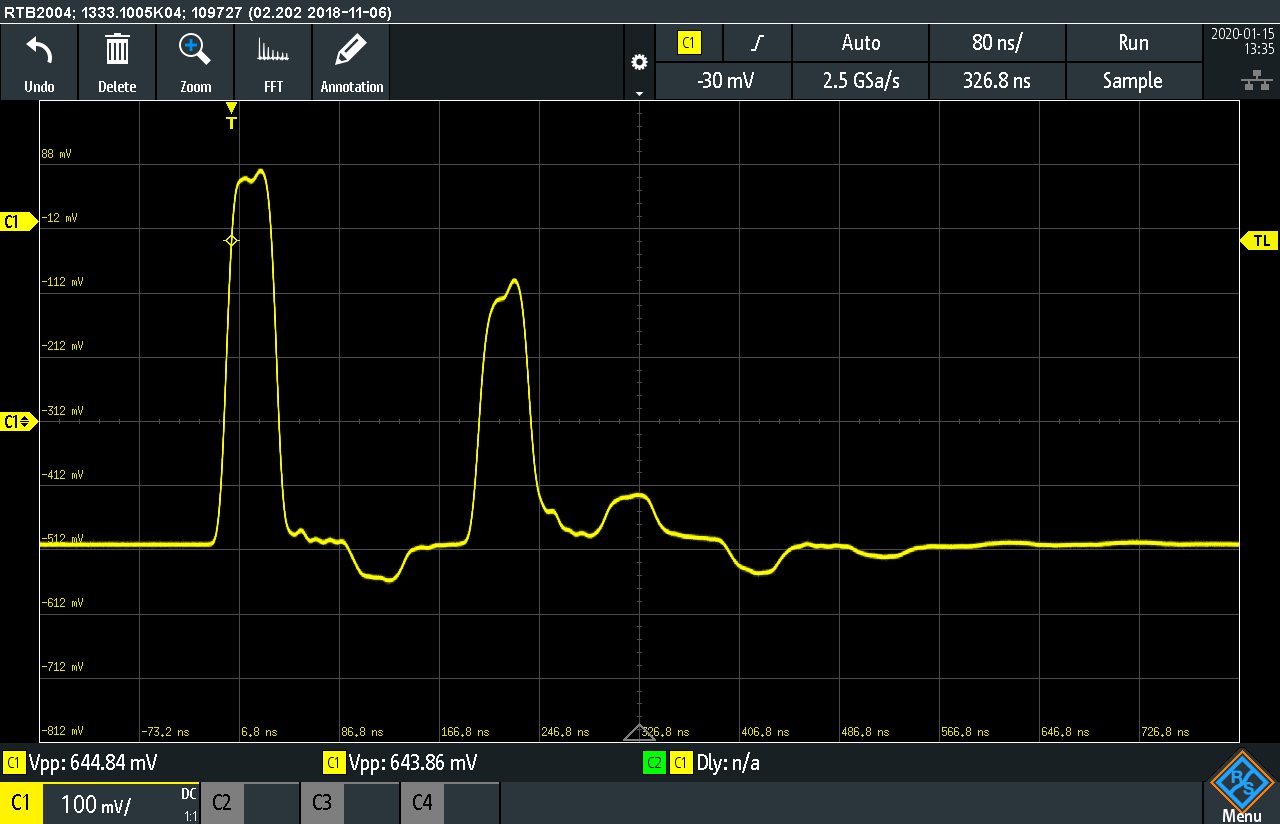 RTB2004; 1333.1005K04; 109727 (02.202 2018-11-06)
Undo Delete Zoom FFT Annotation
C1 Auto 80 ns/ Run
-30 mV 2.5 GSa/s 326.8 ns Sample
2020-01-15
13:35
T
88 mV
C1
-12 mV
TL
-112 mV
-212 mV
-312 mV
C1
-412 mV
-512 mV
-612 mV
-712 mV
-812 mV
-73.2 ns 6.8 ns 86.8 ns 166.8 ns 246.8 ns 326.8 ns 406.8 ns 486.8 ns 566.8 ns 646.8 ns 726.8 ns
C1 Vpp: 644.84 mV C1 Vpp: 643.86 mV C2 C1 Dly: n/a
C1 100 mV/ DC 1:1 C2 C3 C4
R S
Menu